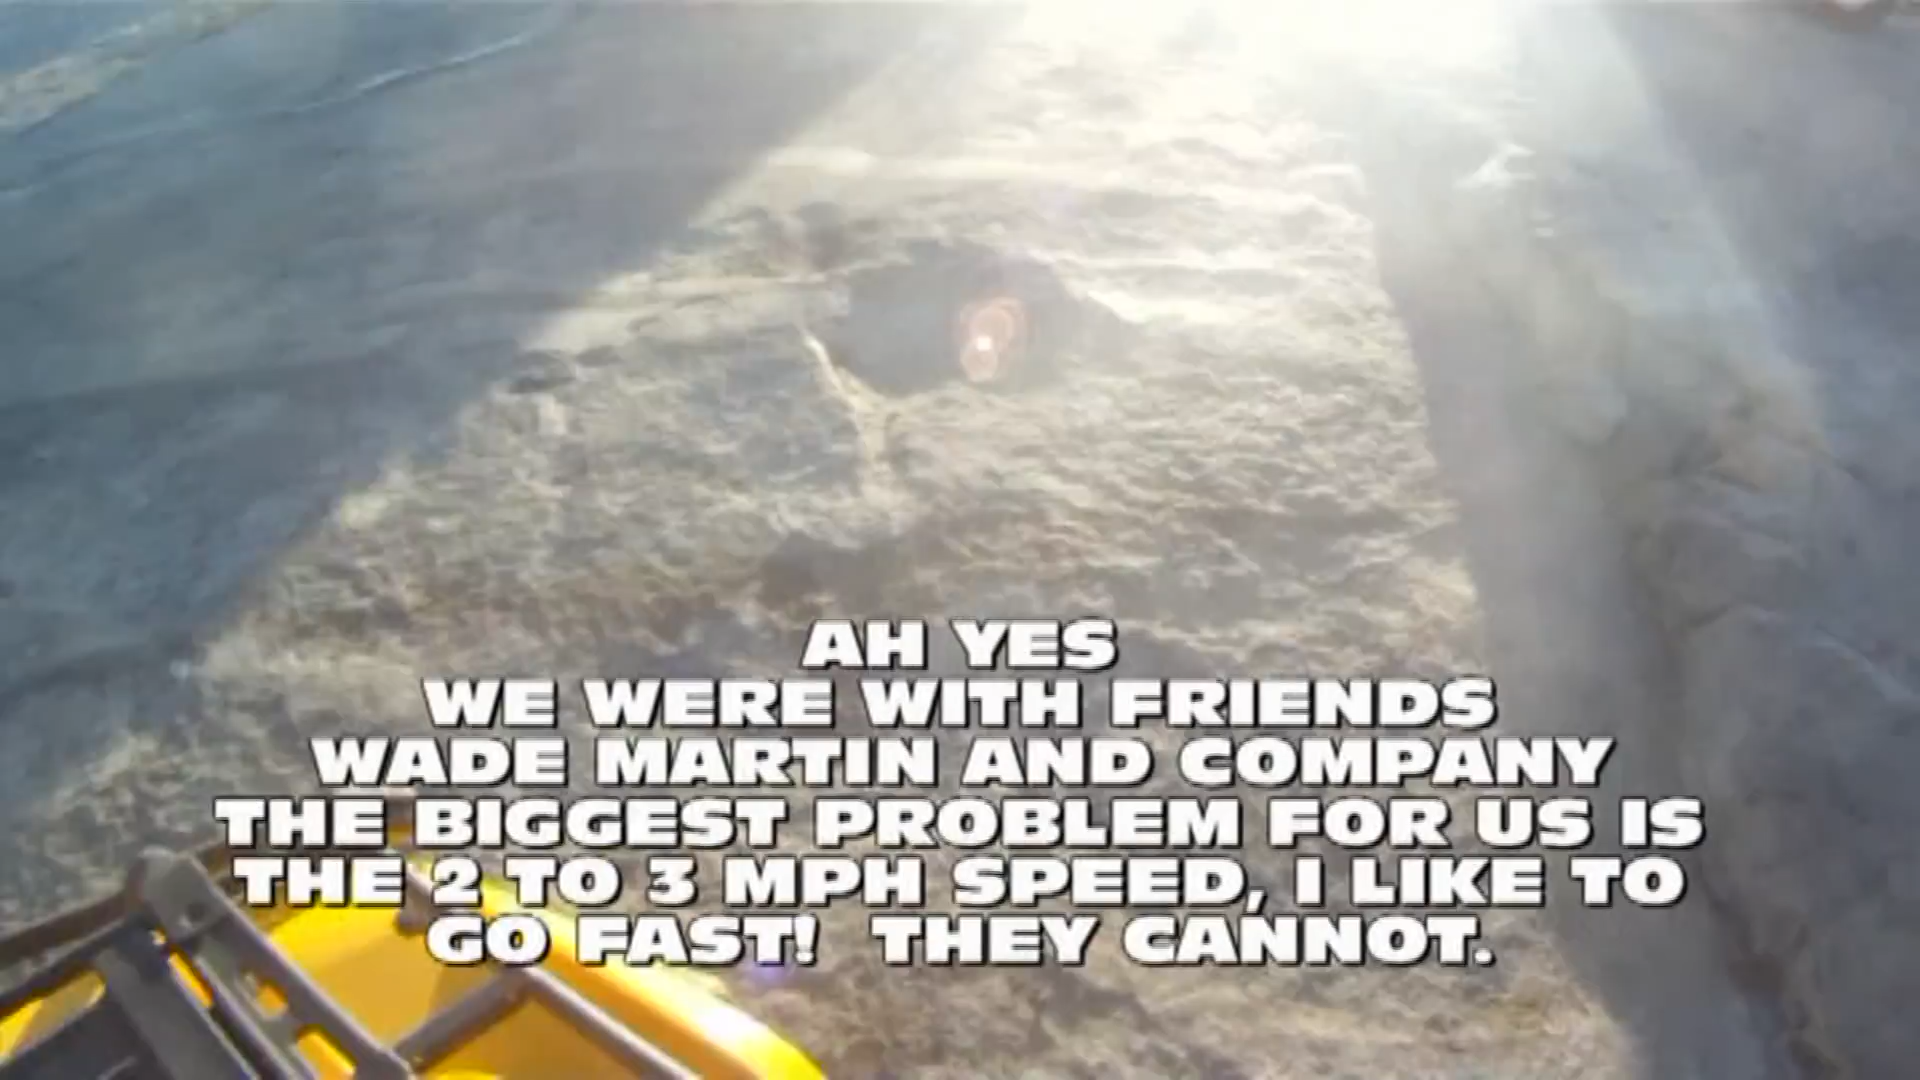 AH YES
WE WERE WITH FRIENDS
WADE MARTIN AND COMPANY
THE BIGGEST PROBLEM FOR US IS
THE 2 TO 3 MPH SPEED, I LIKE TO
GO FAST!  THEY CANNOT.